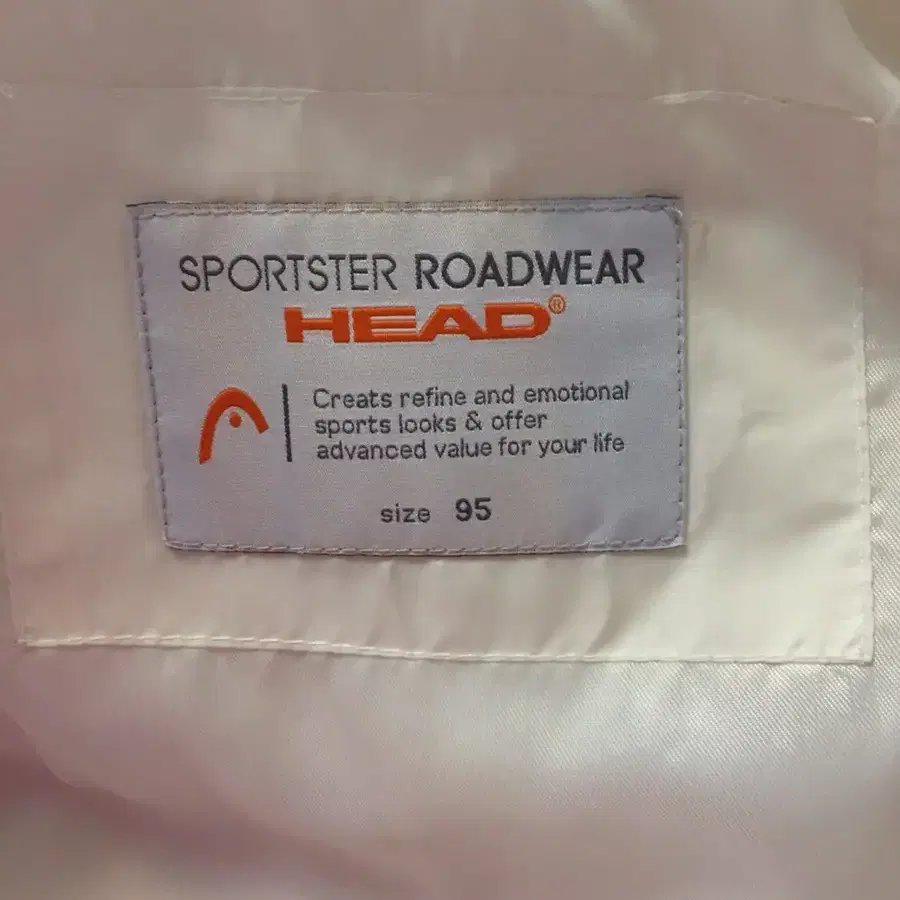 SPORTSTER ROADWEAR
HEAD®
Creats refine and emotional
sports looks & offer
advanced value for your life
size 95